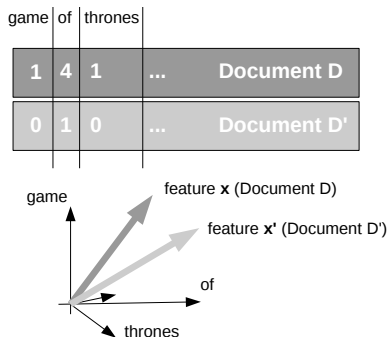 game of thrones
1 4 1 ... Document D
0 1 0 ... Document D'
game
feature x (Document D)
feature x' (Document D')
of
thrones